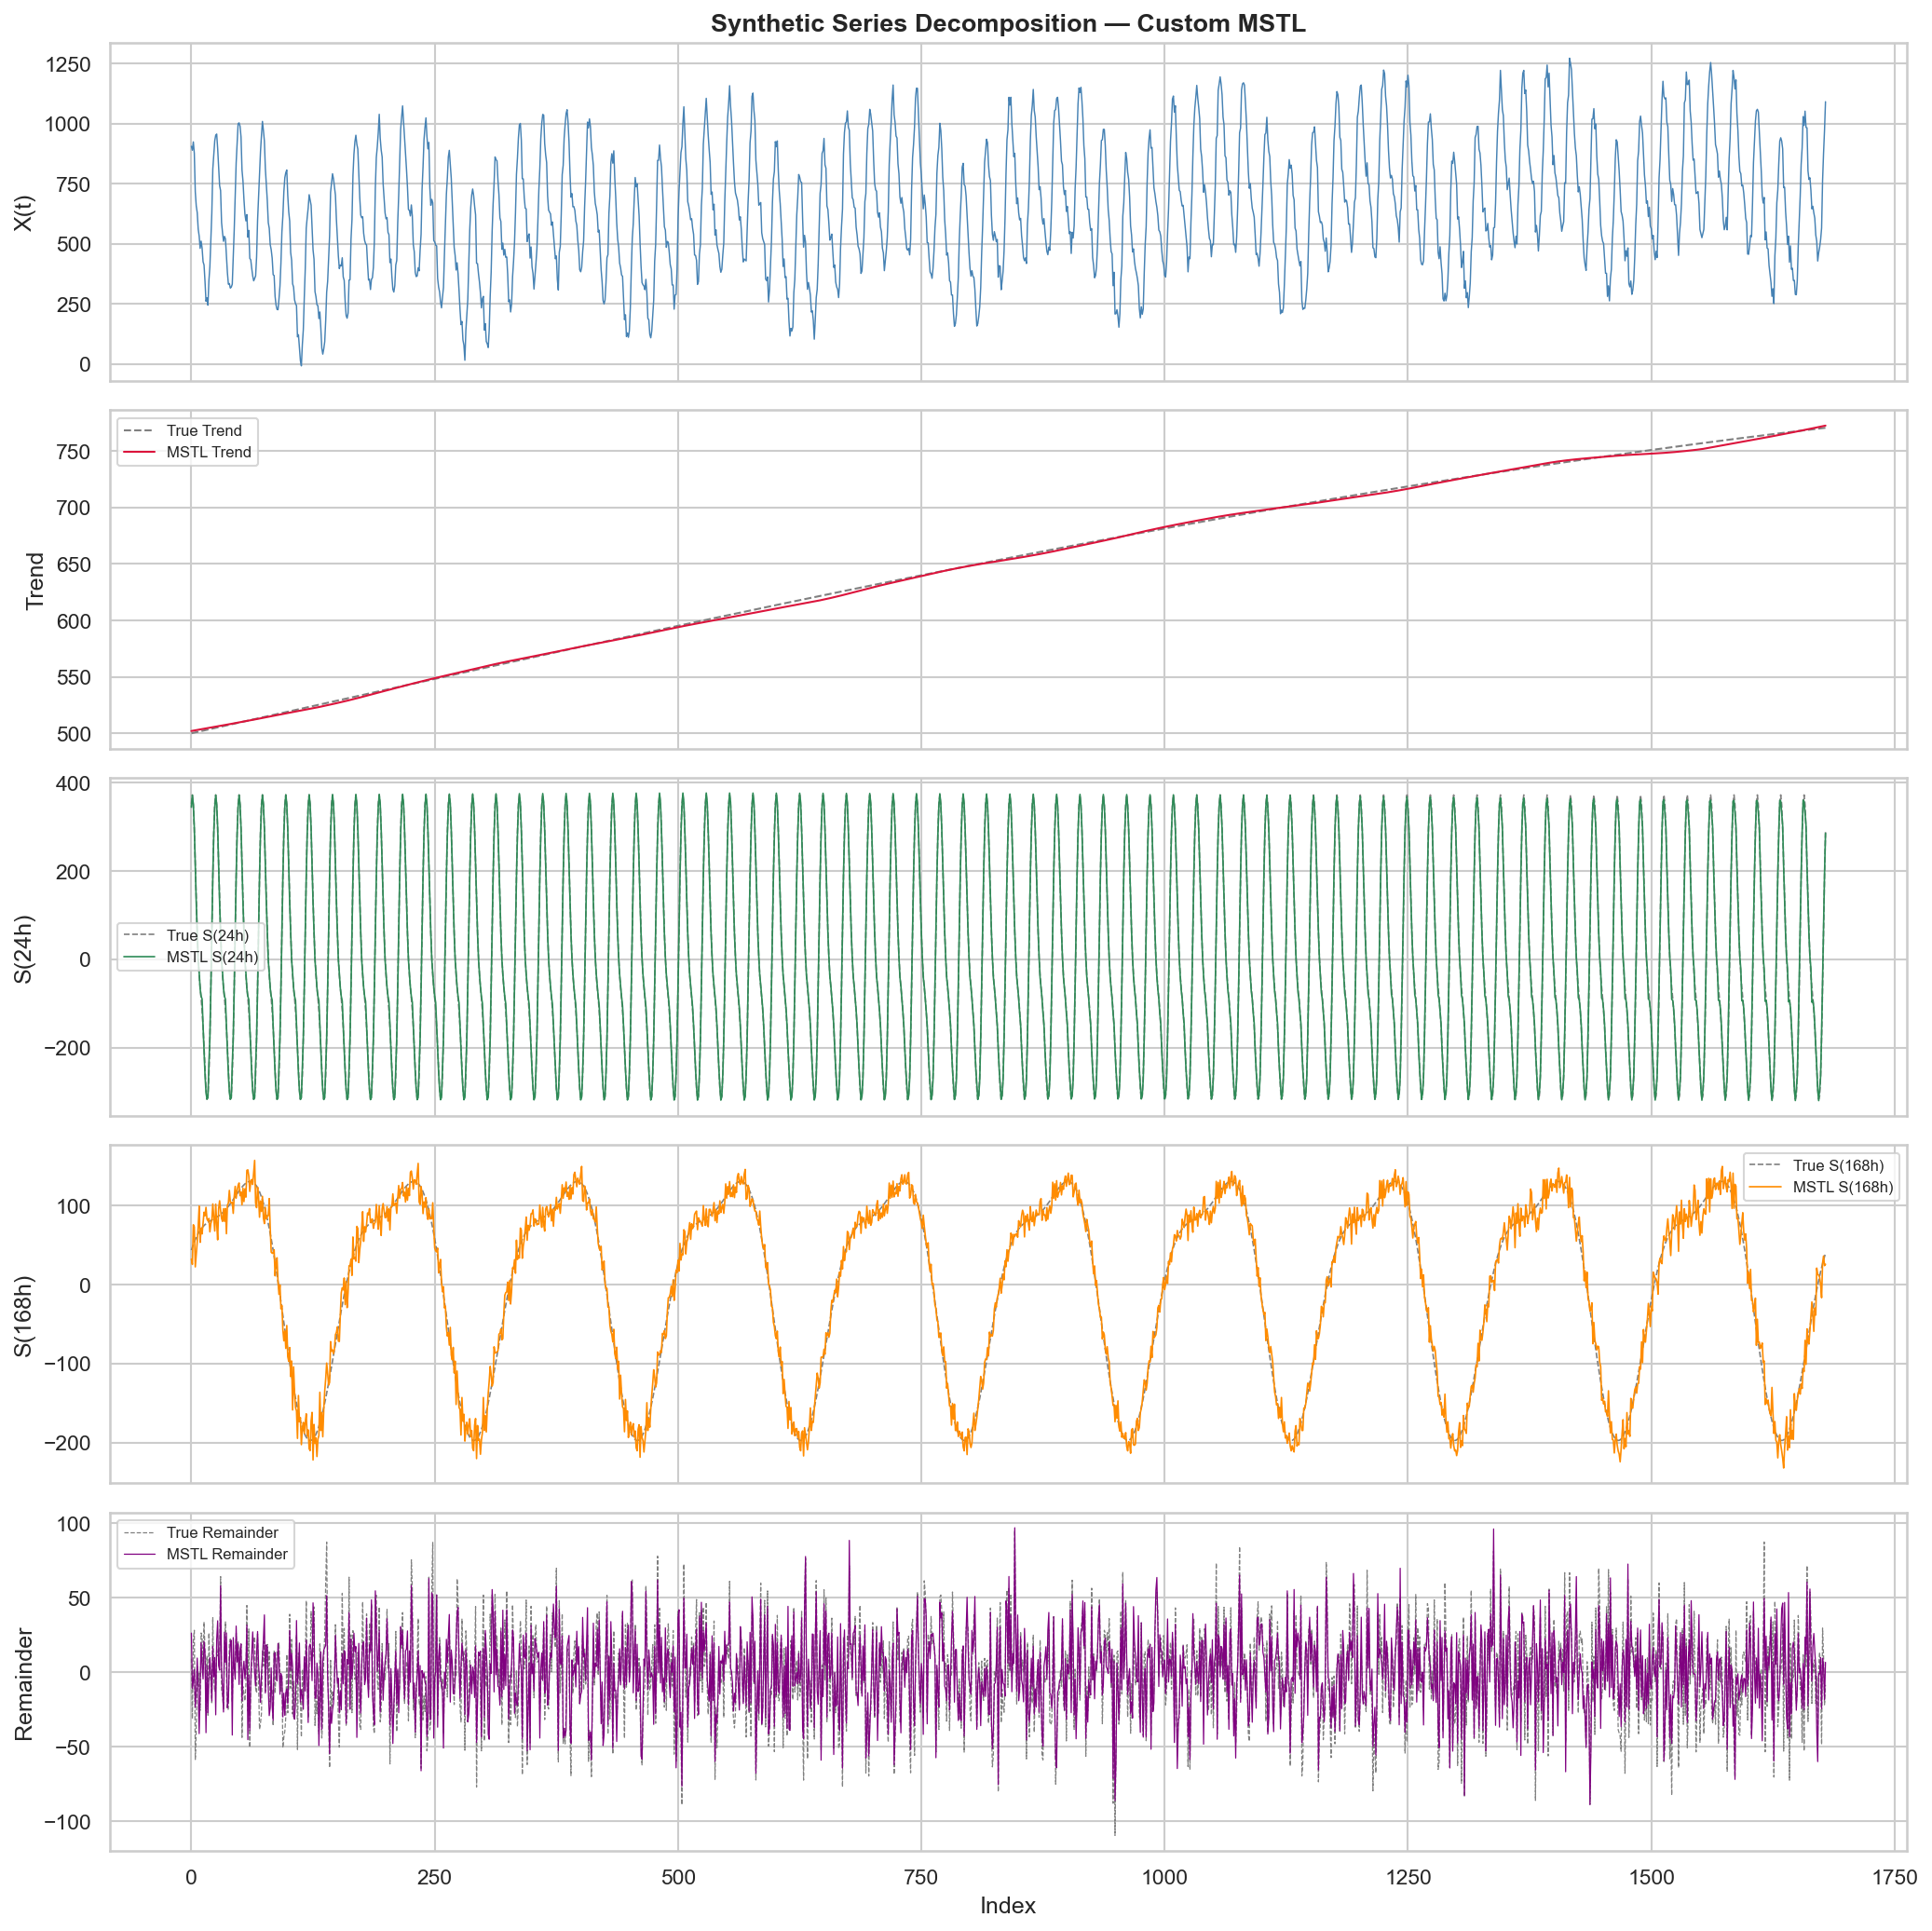 Synthetic Series Decomposition — Custom MSTL
1250
1000
750
500
250
0
X(t)
True Trend
MSTL Trend
750
700
650
600
550
500
Trend
400
200
0
−200
S(24h)
True S(24h)
MSTL S(24h)
100
0
−100
−200
S(168h)
True S(168h)
MSTL S(168h)
100
50
0
−50
−100
Remainder
True Remainder
MSTL Remainder
0 250 500 750 1000 1250 1500 1750
Index